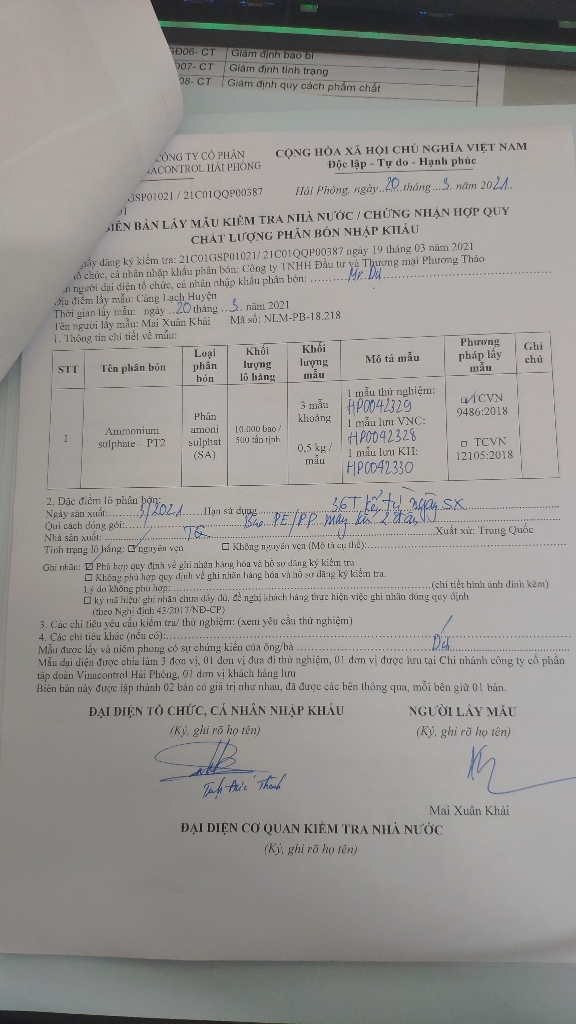 Giám định bao bì
07- CT Giám định tình trạng
08- CT Giám định quy cách phẩm chất
CÔNG TY CỔ PHẦN
VINACONTROL HẢI PHÒNG
CỘNG HÒA XÃ HỘI CHỦ NGHĨA VIỆT NAM
Độc lập - Tự do - Hạnh phúc
GSP01021 / 21C01QQP00387
Hải Phòng, ngày 20 tháng 3 năm 2021
BIÊN BẢN LẤY MẪU KIỂM TRA NHÀ NƯỚC / CHỨNG NHẬN HỢP QUY
CHẤT LƯỢNG PHÂN BÓN NHẬP KHẨU
giấy đăng ký kiểm tra: 21C01GSP01021/ 21C01QQP00387 ngày 19 tháng 03 năm 2021
tổ chức, cá nhân nhập khẩu phân bón: Công ty TNHH Đầu tư và Thương mại Phương Thảo
người đại diện tổ chức, cá nhân nhập khẩu phân bón: Mr.
Địa điểm lấy mẫu: Cảng Lạch Huyện
Thời gian lấy mẫu: ngày 20 tháng 3 năm 2021
Tên người lấy mẫu: Mai Xuân Khải Mã số: NLM-PB-18.218
1. Thông tin chi tiết về mẫu:
STT Tên phân bón Loại phân bón Khối lượng lô hàng Khối lượng mẫu Mô tả mẫu Phương pháp lấy mẫu Ghi chú
1 Ammonium sulphate – PT2 Phân amoni sulphat (SA) 10.000 bao / 500 tấn tịnh 3 mẫu khoảng 0,5 kg / mẫu
1 mẫu thử nghiệm:
HP0042329
1 mẫu lưu VNC:
HP0042328
1 mẫu lưu KH:
HP0042330
☑ TCVN 9486:2018
☐ TCVN 12105:2018
2. Đặc điểm lô phân bón:
Ngày sản xuất: 3/2021 Hạn sử dụng 36T kể từ ngày SX
Qui cách đóng gói: Bao PE/PP may kín 2 đầu
Nhà sản xuất: TQ Xuất xứ: Trung Quốc
Tình trạng lô hàng: ☑ nguyên vẹn ☐ Không nguyên vẹn (Mô tả cụ thể):
Ghi nhãn: ☑ Phù hợp quy định về ghi nhãn hàng hóa và hồ sơ đăng ký kiểm tra
☐ Không phù hợp quy định về ghi nhãn hàng hóa và hồ sơ đăng ký kiểm tra.
Lý do không phù hợp: (chi tiết hình ảnh đính kèm)
☐ ký mã hiệu/ ghi nhãn chưa đầy đủ, đề nghị khách hàng thực hiện việc ghi nhãn đúng quy định
(theo Nghị định 43/2017/NĐ-CP)
3. Các chỉ tiêu yêu cầu kiểm tra/ thử nghiệm: (xem yêu cầu thử nghiệm)
4. Các chỉ tiêu khác (nếu có):
Mẫu được lấy và niêm phong có sự chứng kiến của ông/bà
Mẫu đại diện được chia làm 3 đơn vị, 01 đơn vị đưa đi thử nghiệm, 01 đơn vị được lưu tại Chi nhánh công ty cổ phần
tập đoàn Vinacontrol Hải Phòng, 01 đơn vị khách hàng lưu
Biên bản này được lập thành 02 bản có giá trị như nhau, đã được các bên thông qua, mỗi bên giữ 01 bản.
ĐẠI DIỆN TỔ CHỨC, CÁ NHÂN NHẬP KHẨU NGƯỜI LẤY MẪU
(Ký, ghi rõ họ tên) (Ký, ghi rõ họ tên)
Mai Xuân Khải
ĐẠI DIỆN CƠ QUAN KIỂM TRA NHÀ NƯỚC
(Ký, ghi rõ họ tên)